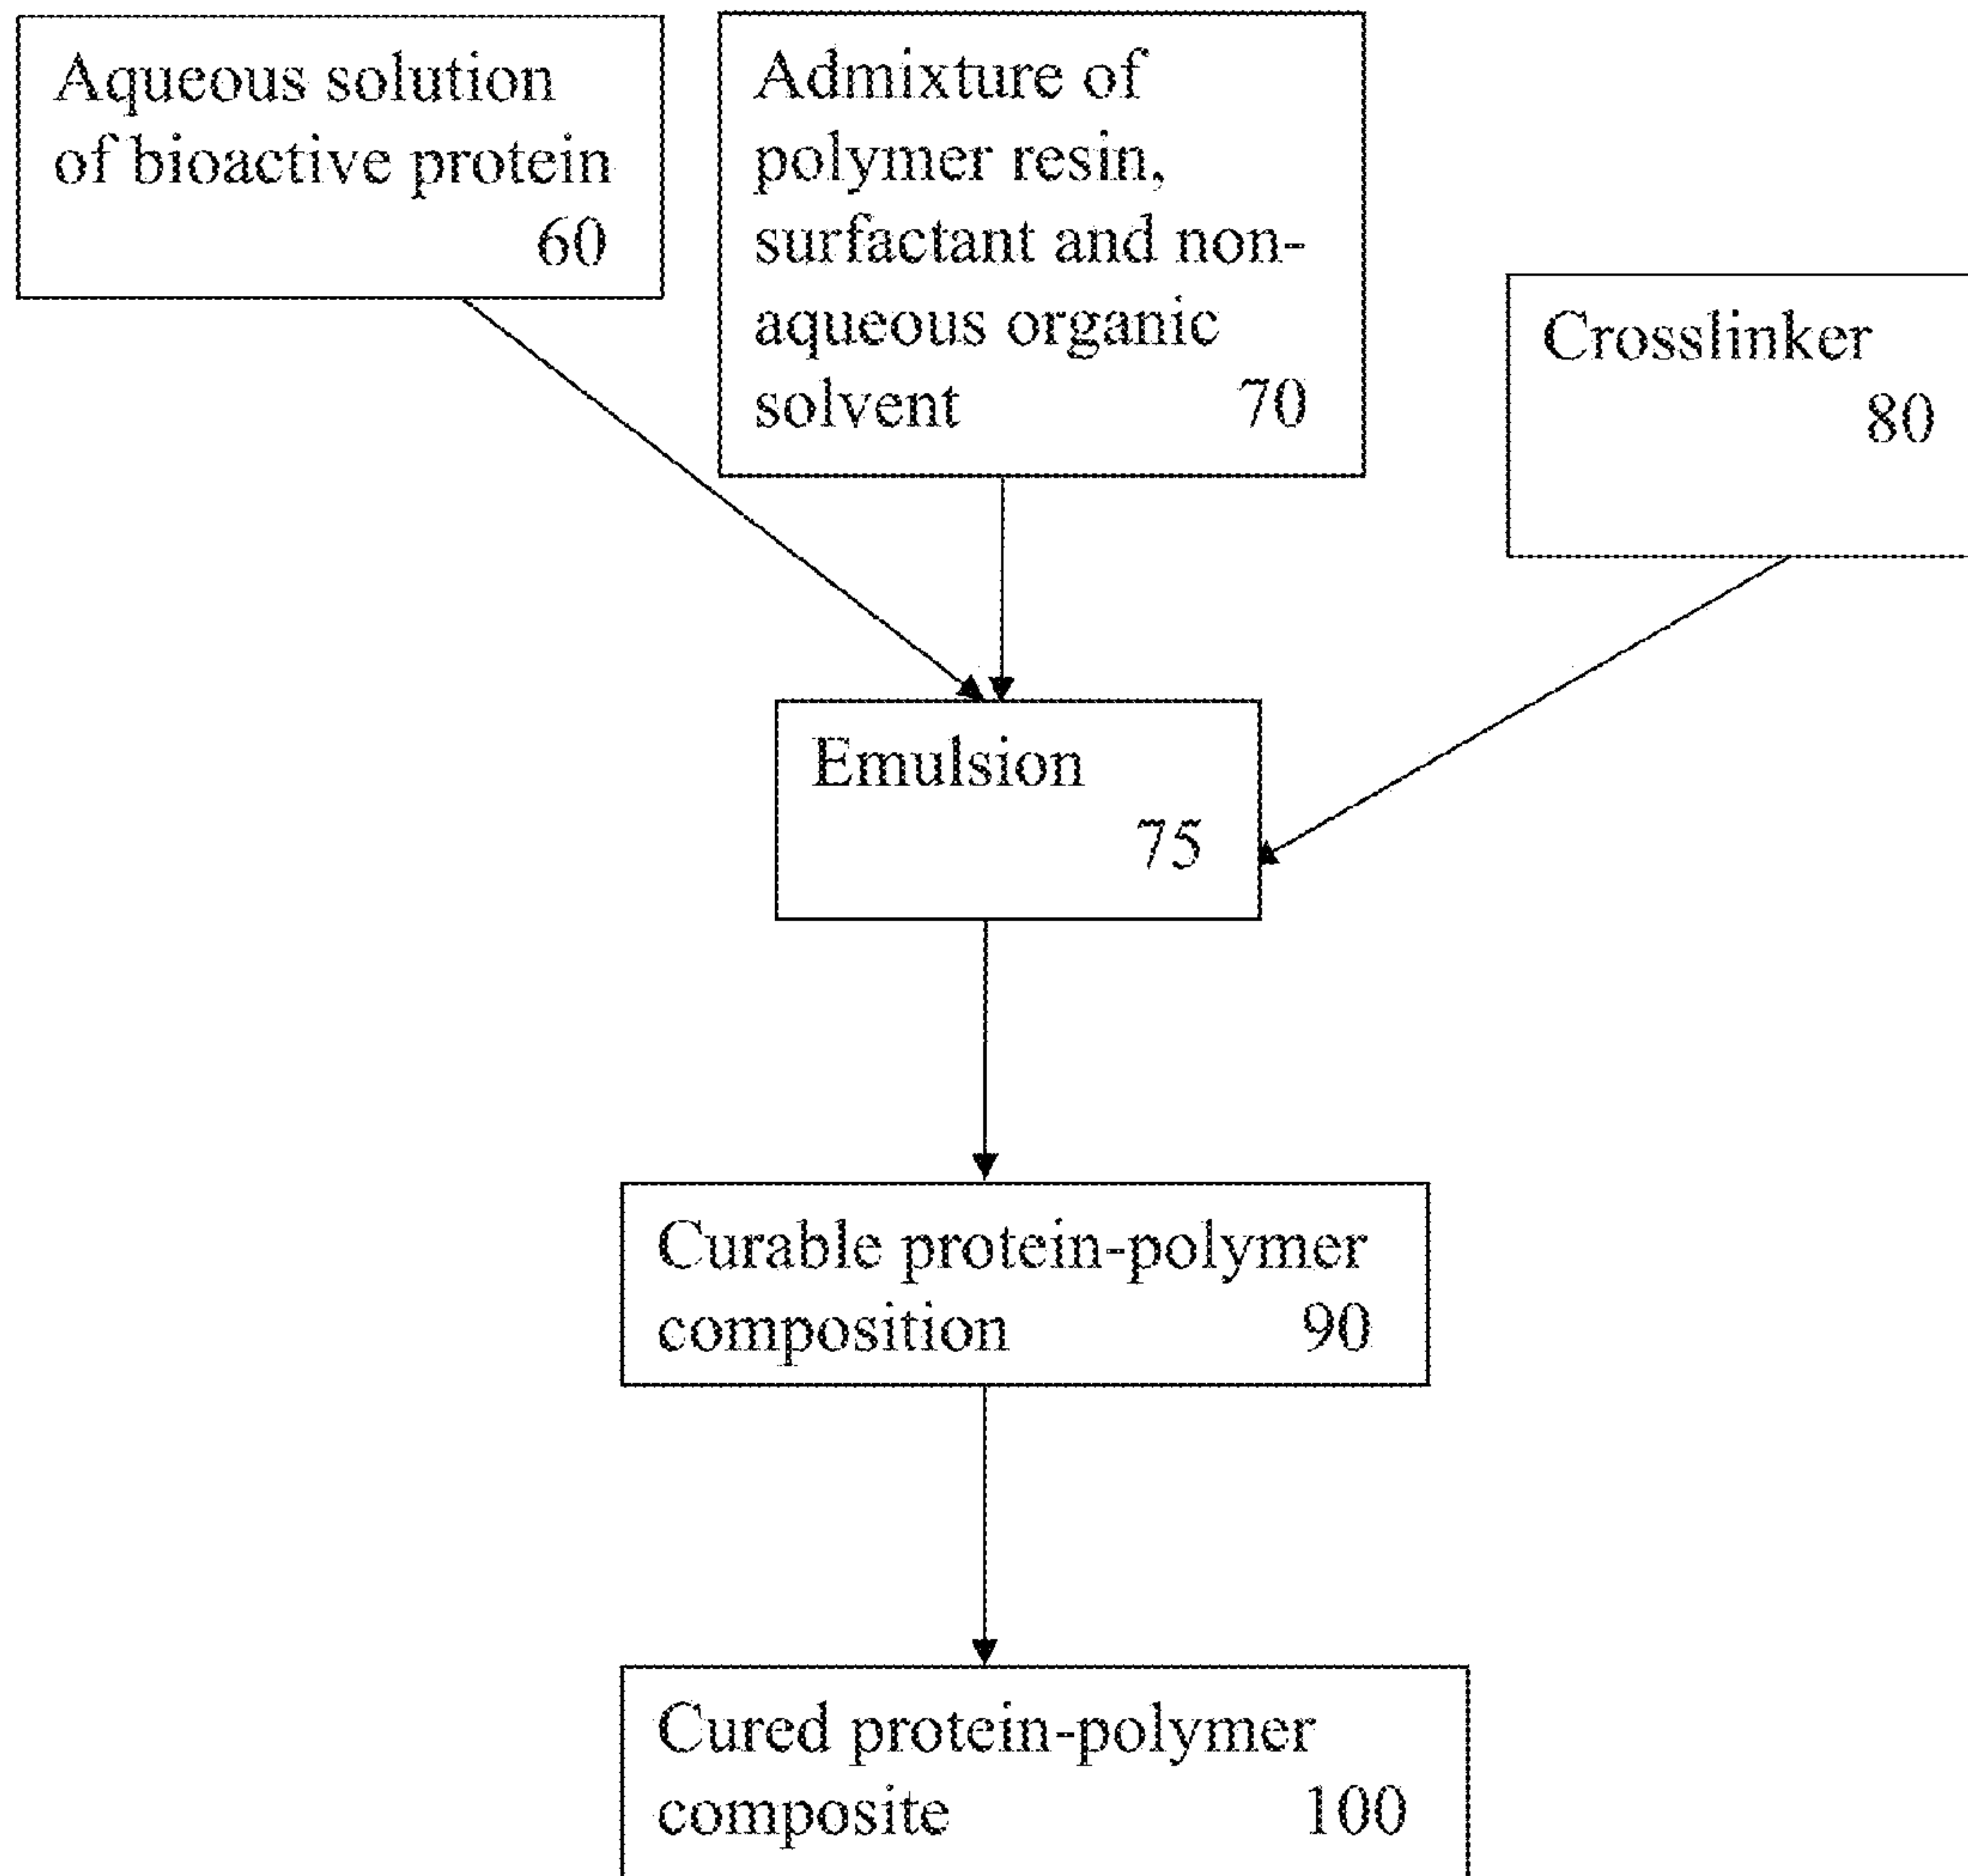 Aqueous solution
of bioactive protein
60
Admixture of
polymer resin,
surfactant and non-
aqueous organic
solvent 70
Crosslinker
80
Emulsion
75
Curable protein-polymer
composition 90
Cured protein-polymer
composite 100